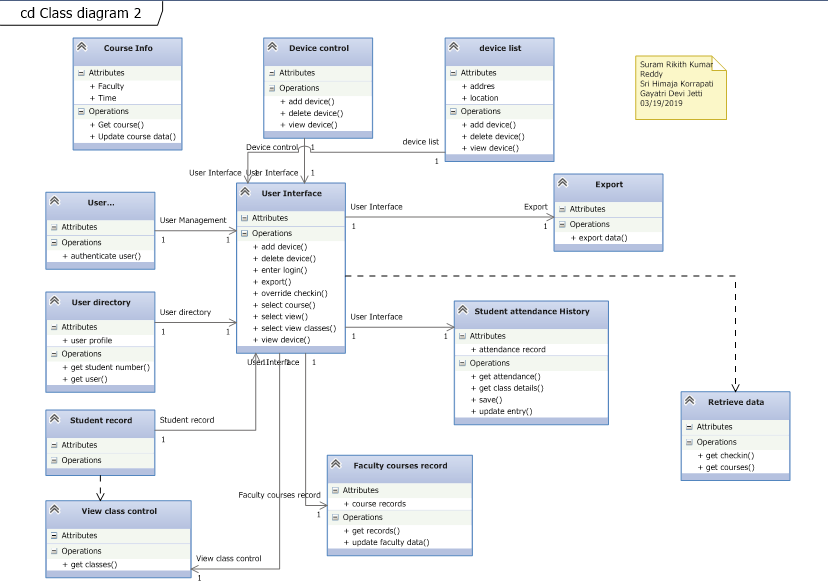 cd Class diagram 2
Course Info
Attributes
+ Faculty
+ Time
Operations
+ Get course()
+ Update course data()
Device control
Attributes
Operations
+ add device()
+ delete device()
+ view device()
device list
Attributes
+ addres
+ location
Operations
+ add device()
+ delete device()
+ view device()
Suram Rikith Kumar
Reddy
Sri Himaja Korrapati
Gayatri Devi Jetti
03/19/2019
Device control
1
device list
1
User Interface
1
User Interface
1
User...
Attributes
Operations
+ authenticate user()
User Management
1
1
User Interface
Attributes
Operations
+ add device()
+ delete device()
+ enter login()
+ export()
+ override checkin()
+ select course()
+ select view()
+ select view classes()
+ view device()
User Interface
1
Export
1
Export
Attributes
Operations
+ export data()
User directory
Attributes
+ user profile
Operations
+ get student number()
+ get user()
User directory
1
1
User Interface
1
1
Student attendance History
Attributes
+ attendance record
Operations
+ get attendance()
+ get class details()
+ save()
+ update entry()
User Interface
1
1
Retrieve data
Attributes
Operations
+ get checkin()
+ get courses()
Student record
Attributes
Operations
Student record
1
Faculty courses record
1
Faculty courses record
Attributes
+ course records
Operations
+ get records()
+ update faculty data()
View class control
Attributes
Operations
+ get classes()
View class control
1